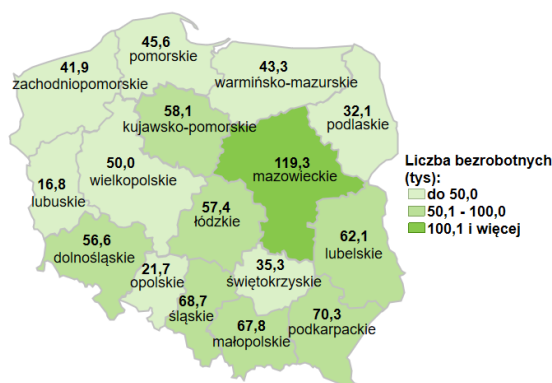 45,6
pomorskie
41,9
zachodniopomorskie
43,3
warmińsko-mazurskie
58,1
kujawsko-pomorskie
32,1
podlaskie
119,3
mazowieckie
50,0
wielkopolskie
16,8
lubuskie
57,4
łódzkie
56,6
dolnośląskie
62,1
lubelskie
21,7
opolskie
35,3
świętokrzyskie
68,7
śląskie
67,8
małopolskie
70,3
podkarpackie
Liczba bezrobotnych
(tys):
do 50,0
50,1 - 100,0
100,1 i więcej